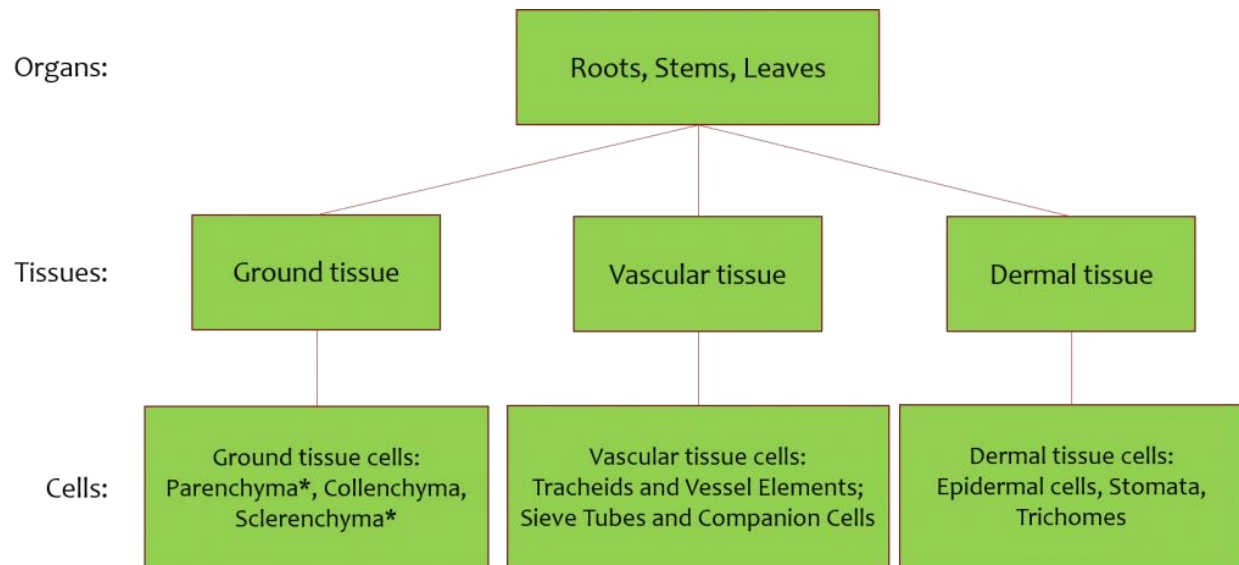 Organs:
Roots, Stems, Leaves
Tissues:
Ground tissue
Vascular tissue
Dermal tissue
Cells:
Ground tissue cells:
Parenchyma*, Collenchyma,
Sclerenchyma*
Vascular tissue cells:
Tracheids and Vessel Elements;
Sieve Tubes and Companion Cells
Dermal tissue cells:
Epidermal cells, Stomata,
Trichomes